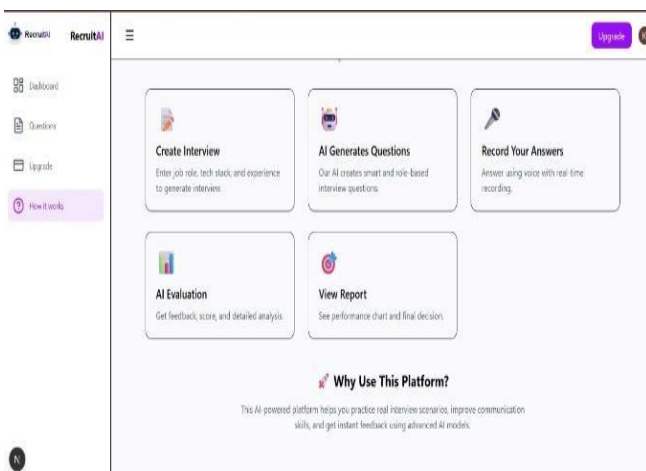 RecruitAI
RecruitAI
Upgrade
Dashboard
Questions
Upgrade
How it works
Create Interview
Enter job role, tech stack, and experience
to generate interview.
AI Generates Questions
Our AI creates smart and role-based
interview questions.
Record Your Answers
Answer using voice with real-time
recording.
AI Evaluation
Get feedback, score, and detailed analysis.
View Report
See performance chart and final decision.
Why Use This Platform?
This AI-powered platform helps you practice real interview scenarios, improve communication
skills, and get instant feedback using advanced AI models.
N